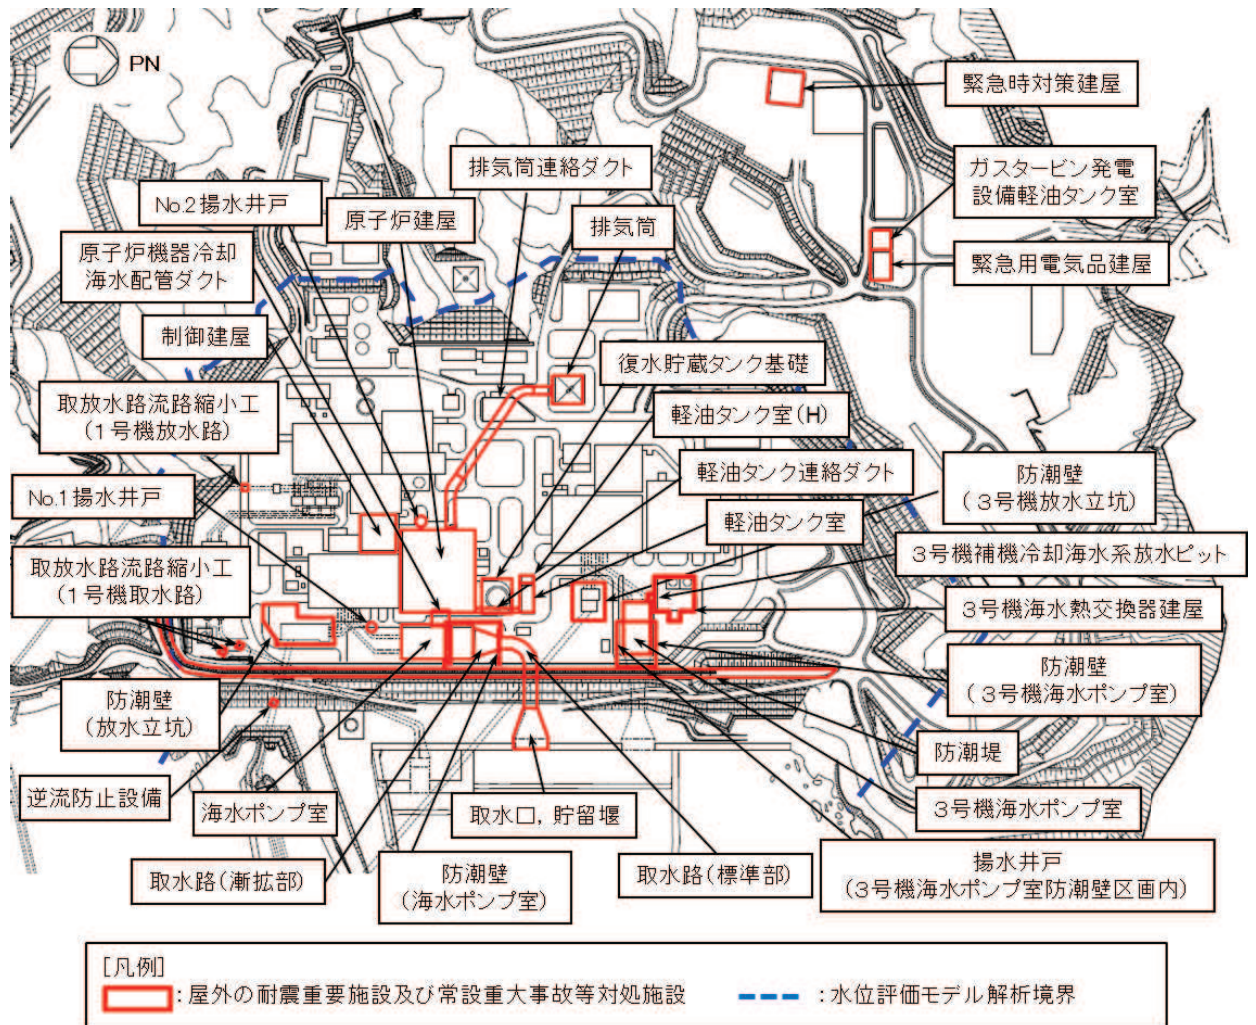 PN
緊急時対策建屋
排気筒連絡ダクト
ガスタービン発電
設備軽油タンク室
No.2揚水井戸
原子炉建屋
排気筒
緊急用電気品建屋
原子炉機器冷却
海水配管ダクト
制御建屋
復水貯蔵タンク基礎
取放水路流路縮小工
(1号機放水路)
軽油タンク室(H)
軽油タンク連絡ダクト
防潮壁
(3号機放水立坑)
No.1揚水井戸
軽油タンク室
3号機補機冷却海水系放水ピット
取放水路流路縮小工
(1号機取水路)
3号機海水熱交換器建屋
防潮壁
(3号機海水ポンプ室)
防潮壁
(放水立坑)
防潮堤
逆流防止設備
海水ポンプ室
取水口,貯留堰
3号機海水ポンプ室
取水路(漸拡部)
防潮壁
(海水ポンプ室)
取水路(標準部)
揚水井戸
(3号機海水ポンプ室防潮壁区画内)
[凡例]
:屋外の耐震重要施設及び常設重大事故等対処施設
:水位評価モデル解析境界